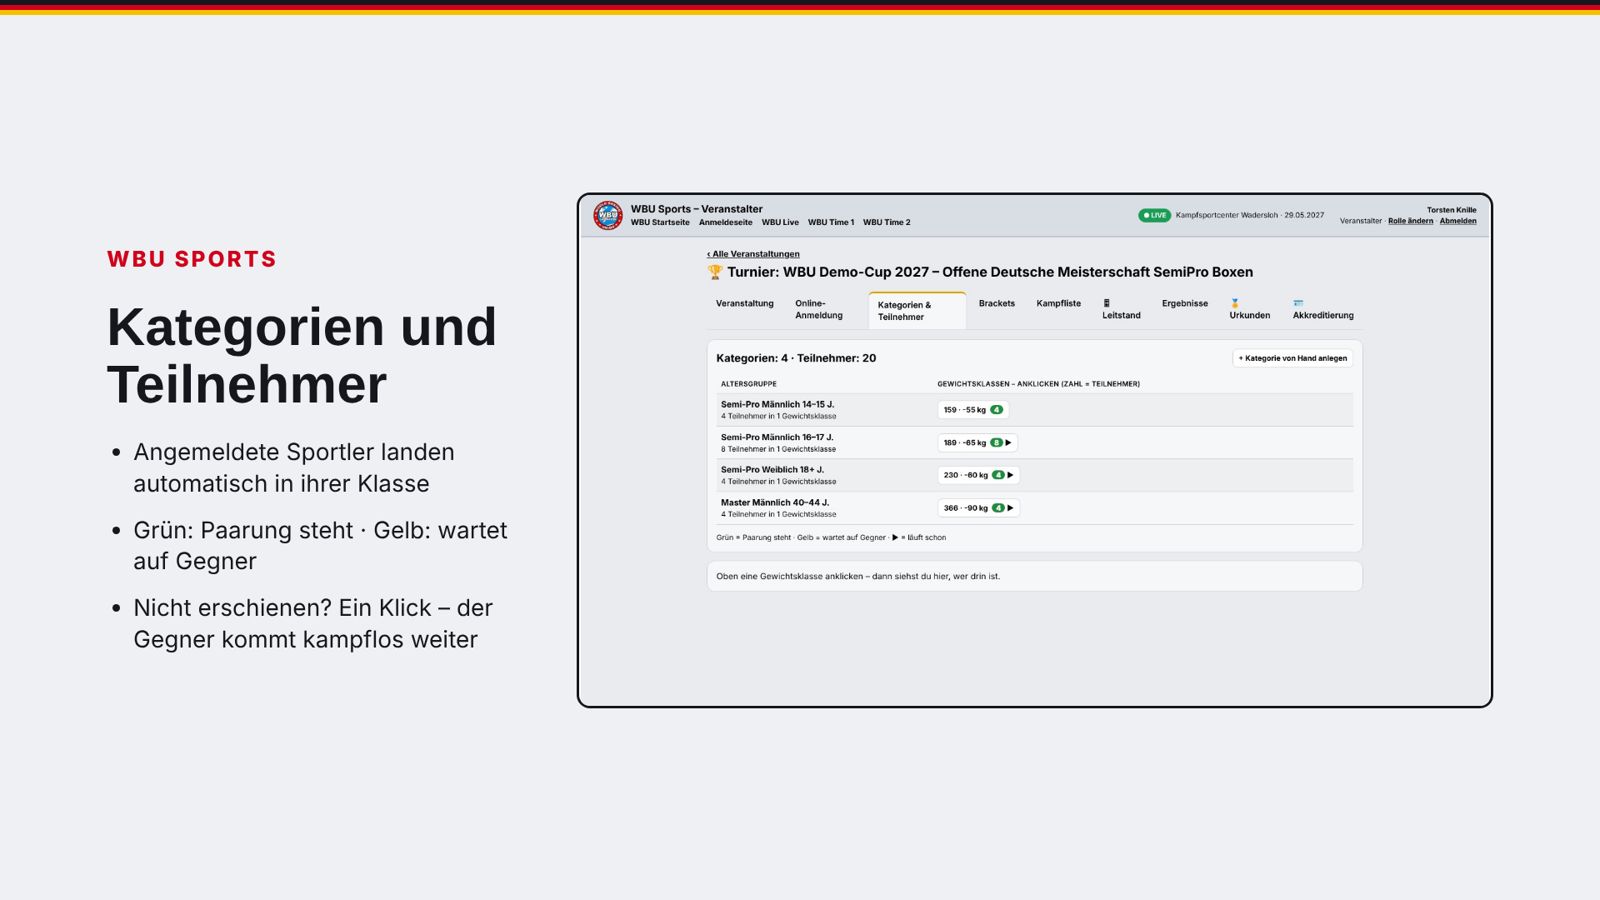 WBU SPORTS
Kategorien und
Teilnehmer
• Angemeldete Sportler landen
automatisch in ihrer Klasse
• Grün: Paarung steht · Gelb: wartet
auf Gegner
• Nicht erschienen? Ein Klick – der
Gegner kommt kampflos weiter
WBU
WBU Sports – Veranstalter
WBU Startseite Anmeldeseite WBU Live WBU Time 1 WBU Time 2
LIVE Kampfsportcenter Wadersloh · 29.05.2027
Torsten Knille
Veranstalter · Rolle ändern · Abmelden
‹ Alle Veranstaltungen
Turnier: WBU Demo-Cup 2027 – Offene Deutsche Meisterschaft SemiPro Boxen
Veranstaltung
Online-
Anmeldung
Kategorien &
Teilnehmer
Brackets
Kampfliste
Leitstand
Ergebnisse
Urkunden
Akkreditierung
Kategorien: 4 · Teilnehmer: 20
+ Kategorie von Hand anlegen
ALTERSGRUPPE GEWICHTSKLASSEN – ANKLICKEN (ZAHL = TEILNEHMER)
Semi-Pro Männlich 14–15 J.
4 Teilnehmer in 1 Gewichtsklasse
159 · -55 kg 4
Semi-Pro Männlich 16–17 J.
8 Teilnehmer in 1 Gewichtsklasse
189 · -65 kg 8 ▶
Semi-Pro Weiblich 18+ J.
4 Teilnehmer in 1 Gewichtsklasse
230 · -60 kg 4 ▶
Master Männlich 40–44 J.
4 Teilnehmer in 1 Gewichtsklasse
366 · -90 kg 4 ▶
Grün = Paarung steht · Gelb = wartet auf Gegner · ▶ = läuft schon
Oben eine Gewichtsklasse anklicken – dann siehst du hier, wer drin ist.